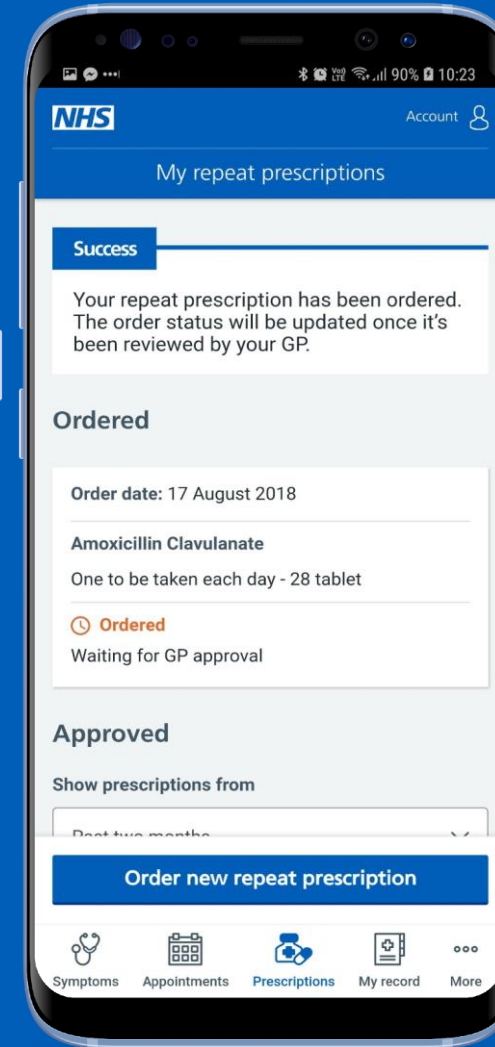 90% 10:23
NHS
Account
My repeat prescriptions
Success
Your repeat prescription has been ordered.
The order status will be updated once it's
been reviewed by your GP.
Ordered
Order date: 17 August 2018
Amoxicillin Clavulanate
One to be taken each day - 28 tablet
Ordered
Waiting for GP approval
Approved
Show prescriptions from
Past two months
Order new repeat prescription
Symptoms Appointments Prescriptions My record More